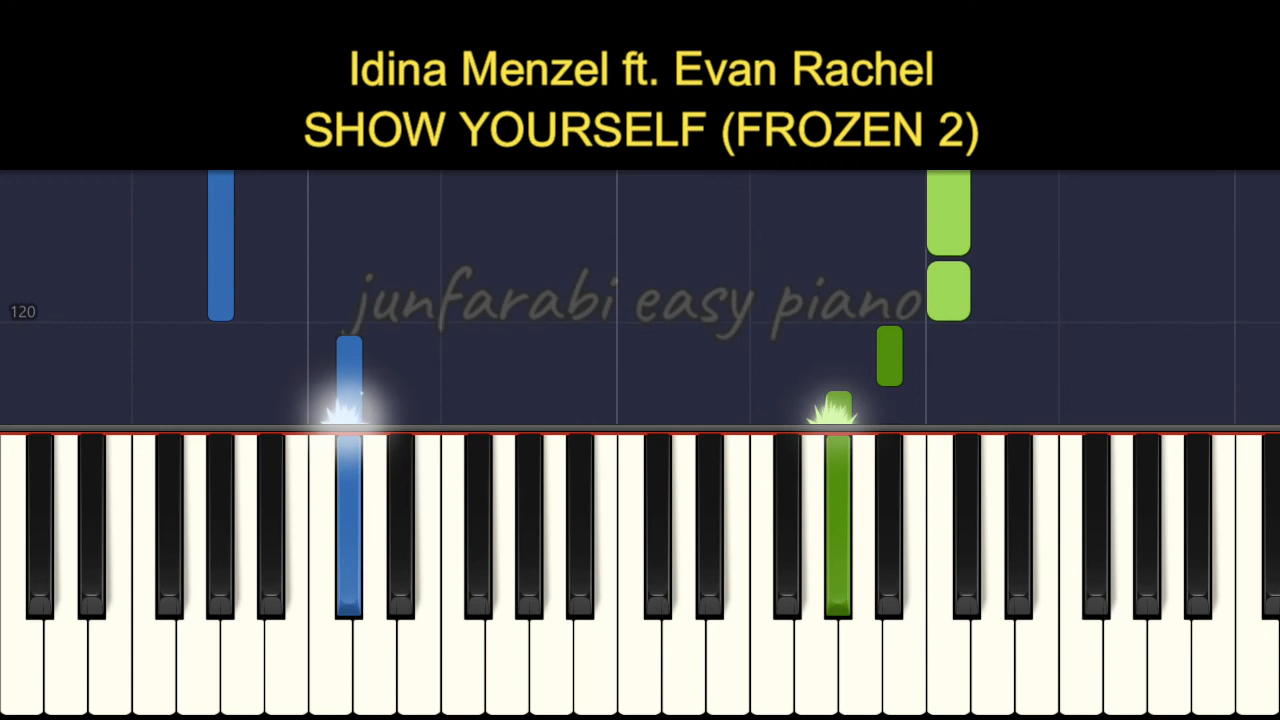 Idina Menzel ft. Evan Rachel
SHOW YOURSELF (FROZEN 2)
junfarabi easy piano
120